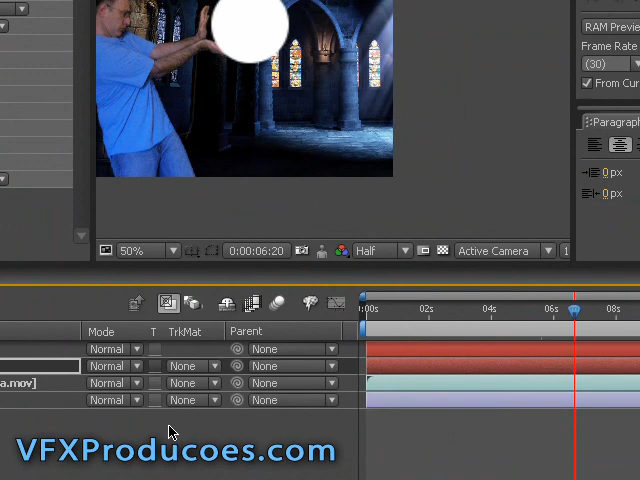 RAM Previe
Frame Rate
(30)
From Cur
Paragraph
0 px
0 px
50%
0:00:06:20
Half
Active Camera
1
:00s 02s 04s 06s 08s
Mode T TrkMat Parent
Normal None
Normal None None
a.mov] Normal None None
Normal None None
VFXProducoes.com